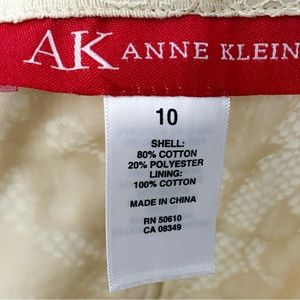 AK ANNE KLEIN
10
SHELL:
80% COTTON
20% POLYESTER
LINING:
100% COTTON
MADE IN CHINA
RN 50610
CA 08349